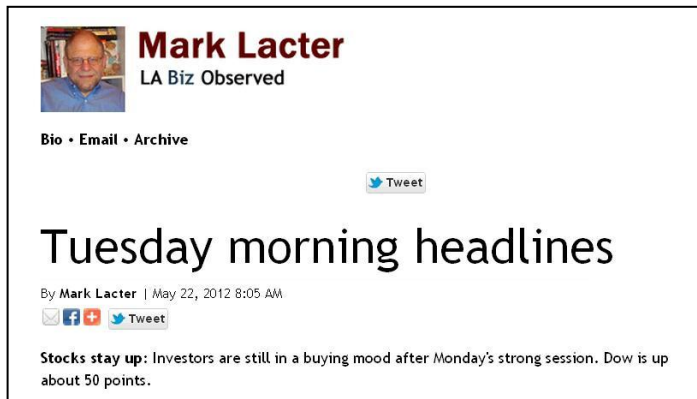 Mark Lacter
LA Biz Observed
Bio • Email • Archive
Tweet
Tuesday morning headlines
By Mark Lacter | May 22, 2012 8:05 AM
Tweet
Stocks stay up: Investors are still in a buying mood after Monday's strong session. Dow is up
about 50 points.